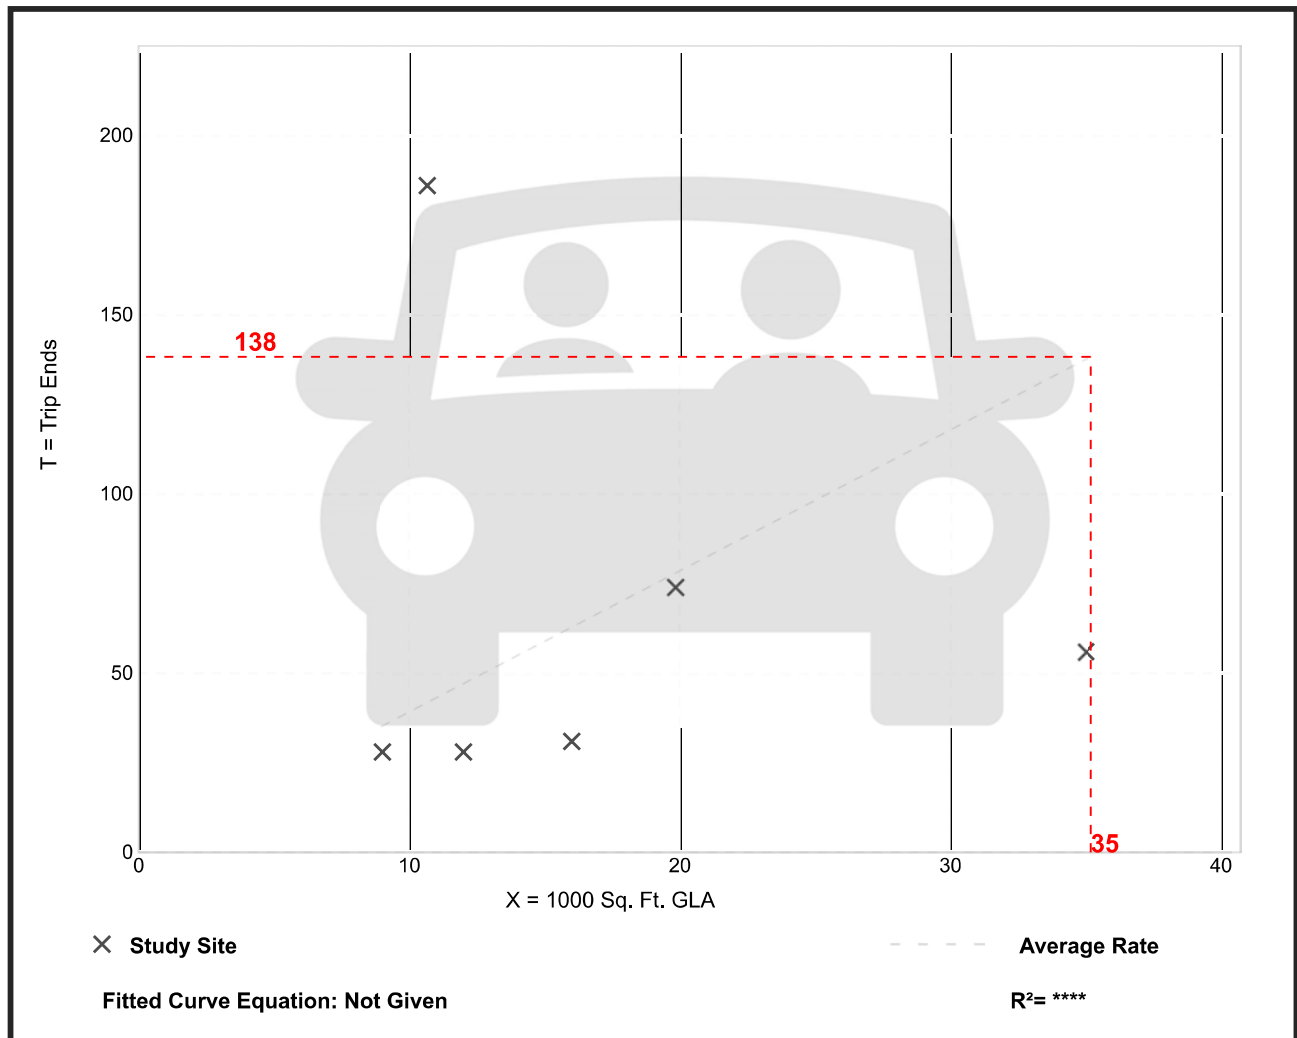 200
150
138
100
50
0
35
0 10 20 30 40
T = Trip Ends
X = 1000 Sq. Ft. GLA
Study Site Average Rate
Fitted Curve Equation: Not Given R²= ****